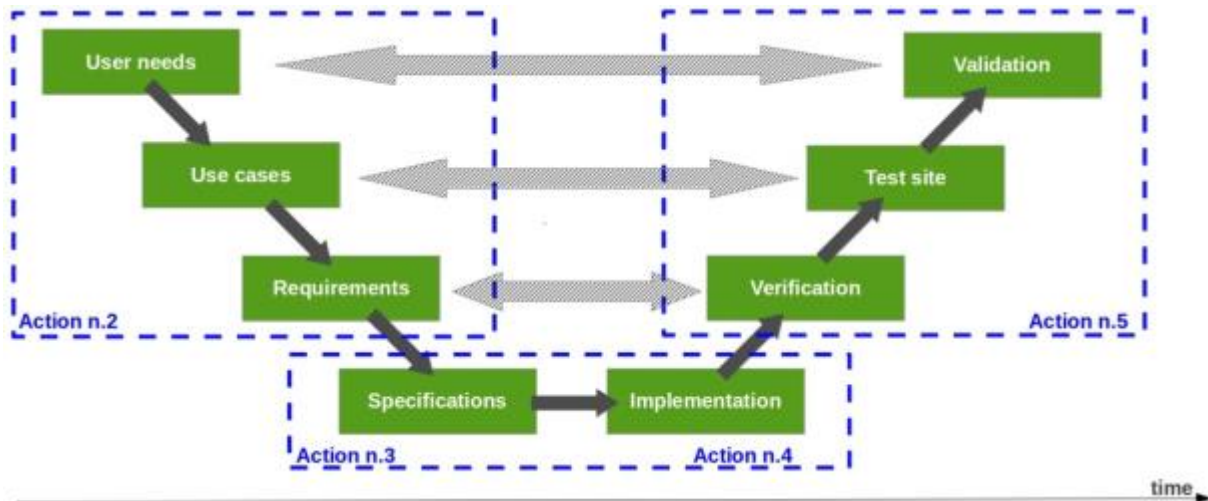 User needs
Validation
Use cases
Test site
Requirements
Verification
Action n.2
Action n.5
Specifications
Implementation
Action n.3
Action n.4
time